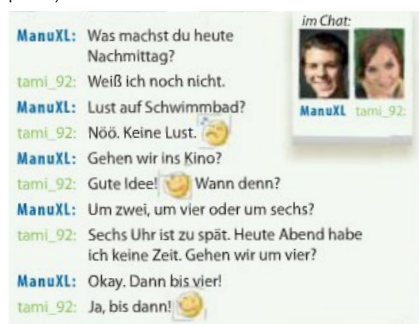 im Chat:
ManuXL tami_92:
ManuXL: Was machst du heute
Nachmittag?
tami_92: Weiß ich noch nicht.
ManuXL: Lust auf Schwimmbad?
tami_92: Nöö. Keine Lust.
ManuXL: Gehen wir ins Kino?
tami_92: Gute Idee! Wann denn?
ManuXL: Um zwei, um vier oder um sechs?
tami_92: Sechs Uhr ist zu spät. Heute Abend habe
ich keine Zeit. Gehen wir um vier?
ManuXL: Okay. Dann bis vier!
tami_92: Ja, bis dann!